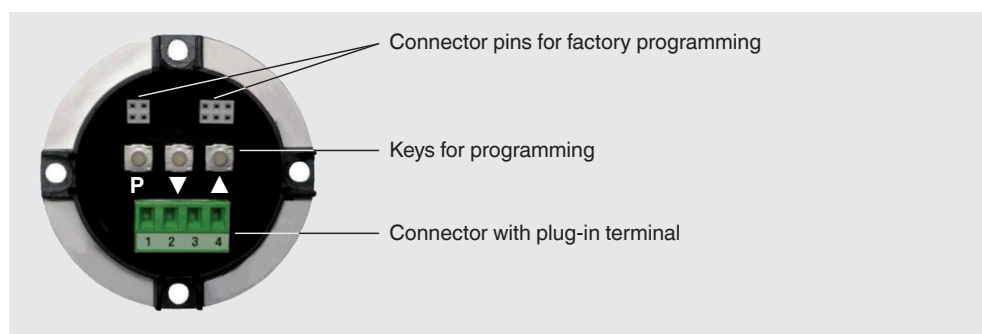 Connector pins for factory programming
Keys for programming
P ▼ ▲
Connector with plug-in terminal
1 2 3 4